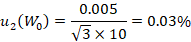 u₂(W₀) = 0.005 / (√3 × 10) = 0.03%